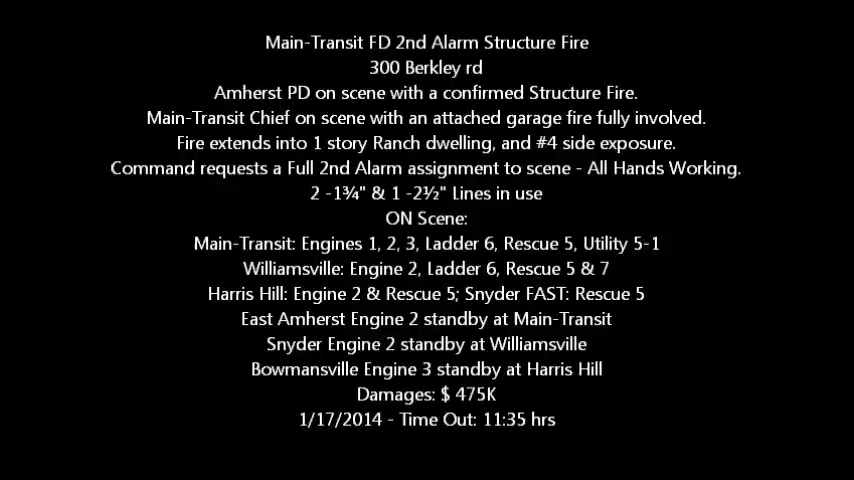 Main-Transit FD 2nd Alarm Structure Fire
300 Berkley rd
Amherst PD on scene with a confirmed Structure Fire.
Main-Transit Chief on scene with an attached garage fire fully involved.
Fire extends into 1 story Ranch dwelling, and #4 side exposure.
Command requests a Full 2nd Alarm assignment to scene - All Hands Working.
2 -1¾" & 1 -2½" Lines in use
ON Scene:
Main-Transit: Engines 1, 2, 3, Ladder 6, Rescue 5, Utility 5-1
Williamsville: Engine 2, Ladder 6, Rescue 5 & 7
Harris Hill: Engine 2 & Rescue 5; Snyder FAST: Rescue 5
East Amherst Engine 2 standby at Main-Transit
Snyder Engine 2 standby at Williamsville
Bowmansville Engine 3 standby at Harris Hill
Damages: $ 475K
1/17/2014 - Time Out: 11:35 hrs